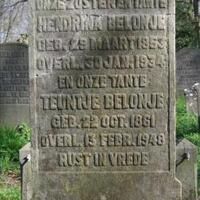 ONZE ZUSTER EN TANTE
HENDRIKA BELONJE
GEB. 29 MAART 1853
OVERL. 30 JAN. 1934
EN ONZE TANTE
TEUNTJE BELONJE
GEB. 22 OCT. 1861
OVERL. 13 FEBR. 1948
RUST IN VREDE